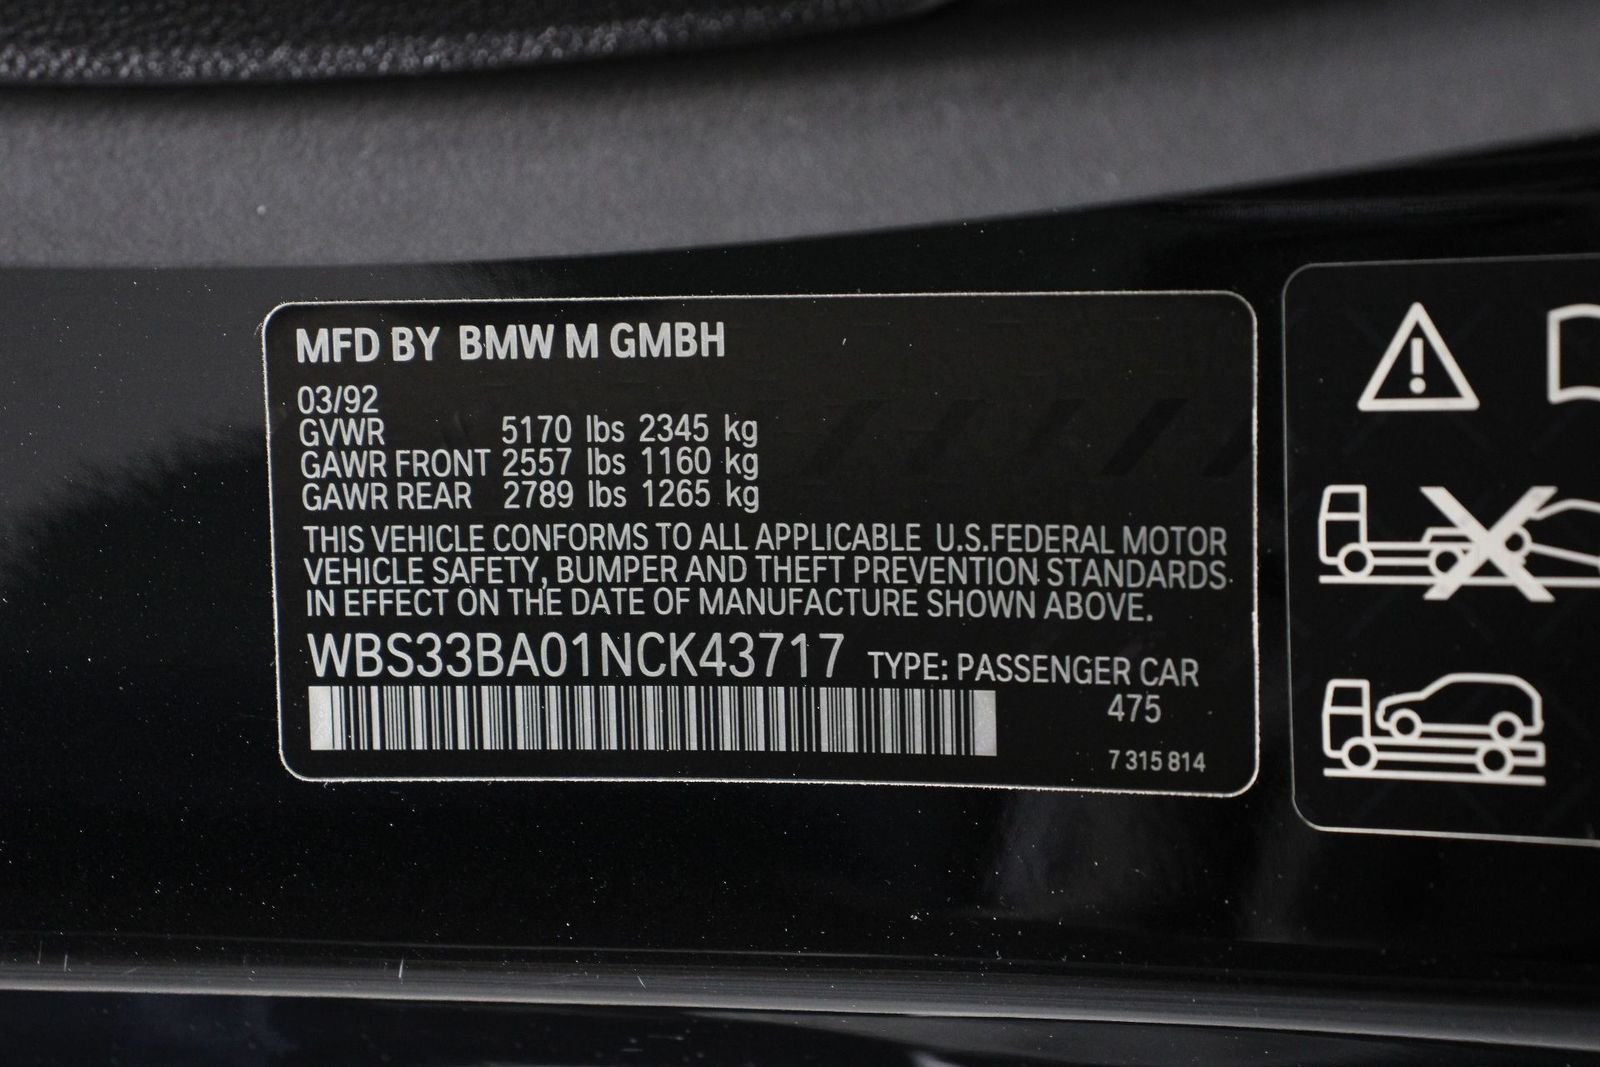 MFD BY BMW M GMBH
03/92
GVWR 5170 lbs 2345 kg
GAWR FRONT 2557 lbs 1160 kg
GAWR REAR 2789 lbs 1265 kg
THIS VEHICLE CONFORMS TO ALL APPLICABLE U.S.FEDERAL MOTOR
VEHICLE SAFETY, BUMPER AND THEFT PREVENTION STANDARDS
IN EFFECT ON THE DATE OF MANUFACTURE SHOWN ABOVE.
WBS33BA01NCK43717 TYPE: PASSENGER CAR
475
7 315 814